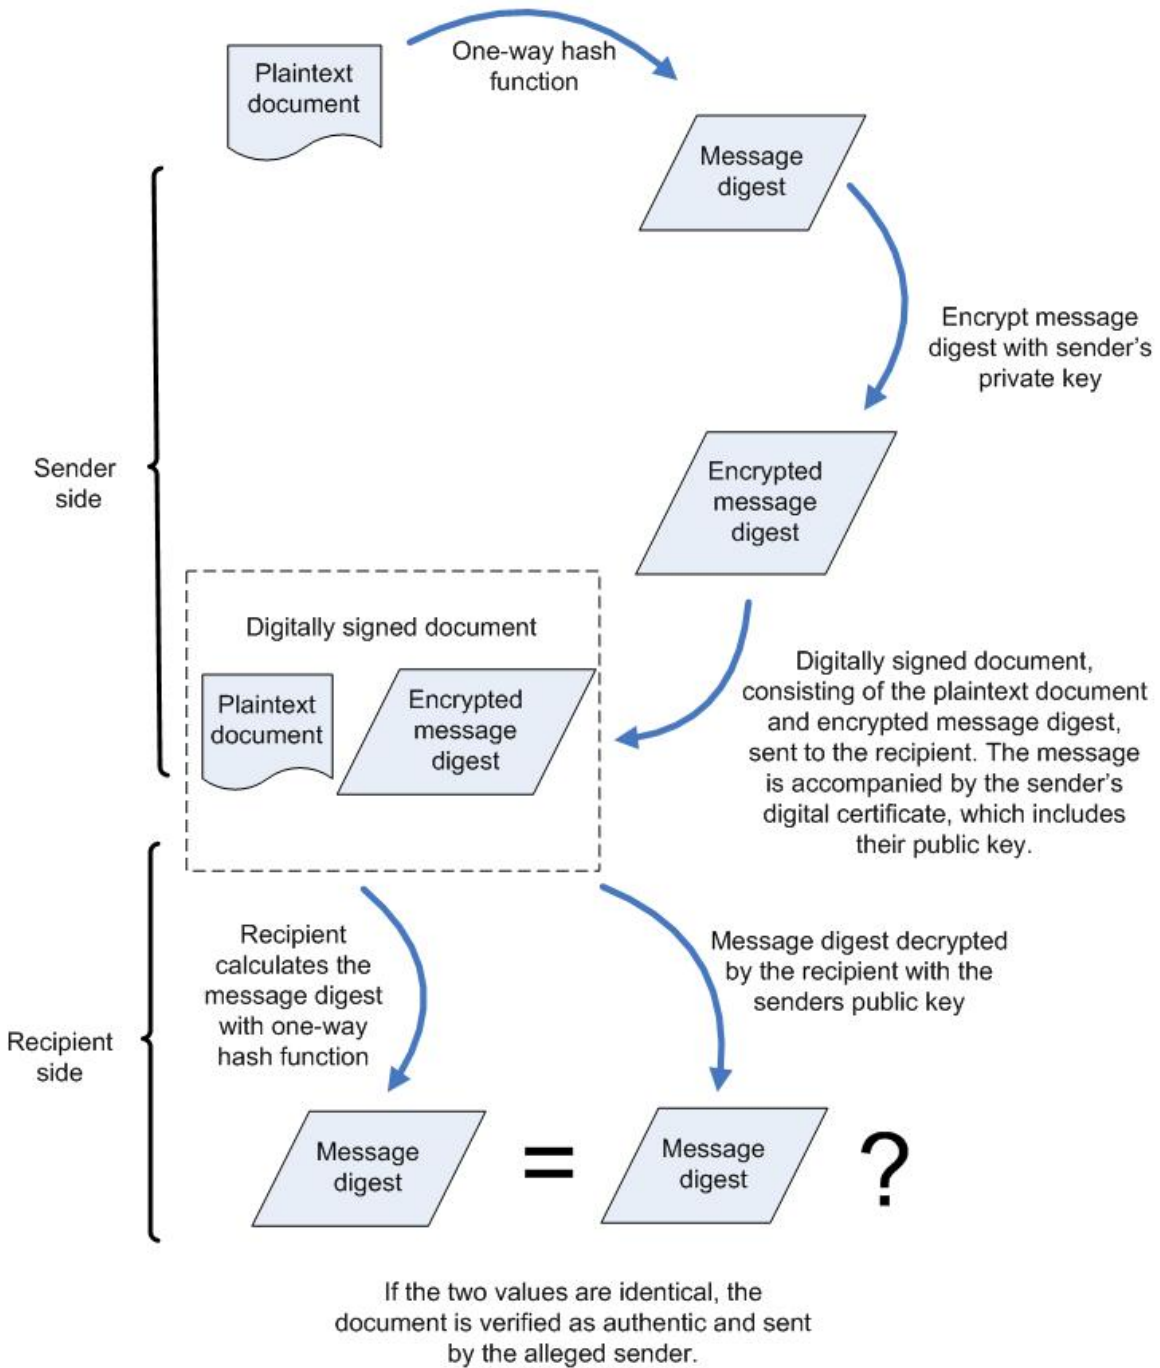 Plaintext
document
One-way hash
function
Message
digest
Encrypt message
digest with sender's
private key
Encrypted
message
digest
Sender
side
Digitally signed document
Plaintext
document
Encrypted
message
digest
Digitally signed document,
consisting of the plaintext document
and encrypted message digest,
sent to the recipient. The message
is accompanied by the sender's
digital certificate, which includes
their public key.
Recipient
side
Recipient
calculates the
message digest
with one-way
hash function
Message digest decrypted
by the recipient with the
senders public key
Message
digest
=
Message
digest
?
If the two values are identical, the
document is verified as authentic and sent
by the alleged sender.